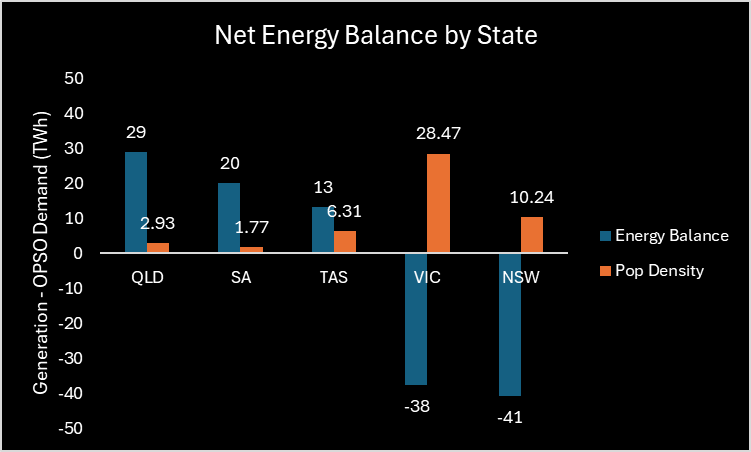 Net Energy Balance by State
Generation - OPSO Demand (TWh)
50
40
30
20
10
0
-10
-20
-30
-40
-50
29
2.93
20
1.77
13
6.31
28.47
-38
10.24
-41
QLD
SA
TAS
VIC
NSW
Energy Balance
Pop Density